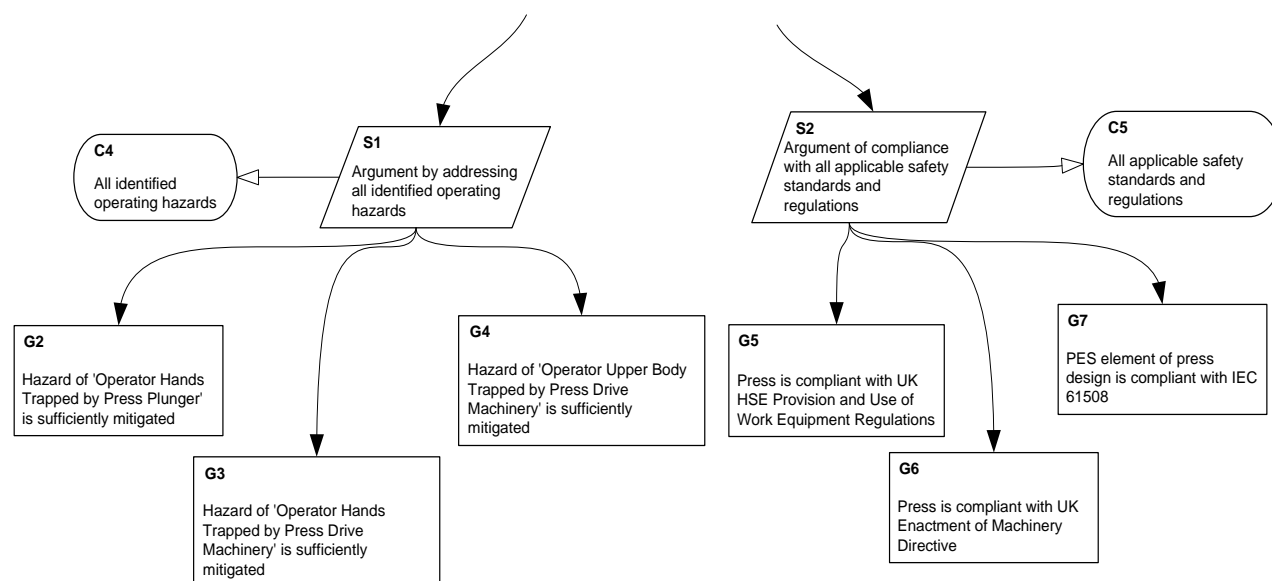 C4
All identified
operating hazards
S1
Argument by addressing
all identified operating
hazards
S2
Argument of compliance
with all applicable safety
standards and
regulations
C5
All applicable safety
standards and
regulations
G2
Hazard of 'Operator Hands
Trapped by Press Plunger'
is sufficiently mitigated
G3
Hazard of 'Operator Hands
Trapped by Press Drive
Machinery' is sufficiently
mitigated
G4
Hazard of 'Operator Upper Body
Trapped by Press Drive
Machinery' is sufficiently
mitigated
G5
Press is compliant with UK
HSE Provision and Use of
Work Equipment Regulations
G6
Press is compliant with UK
Enactment of Machinery
Directive
G7
PES element of press
design is compliant with IEC
61508